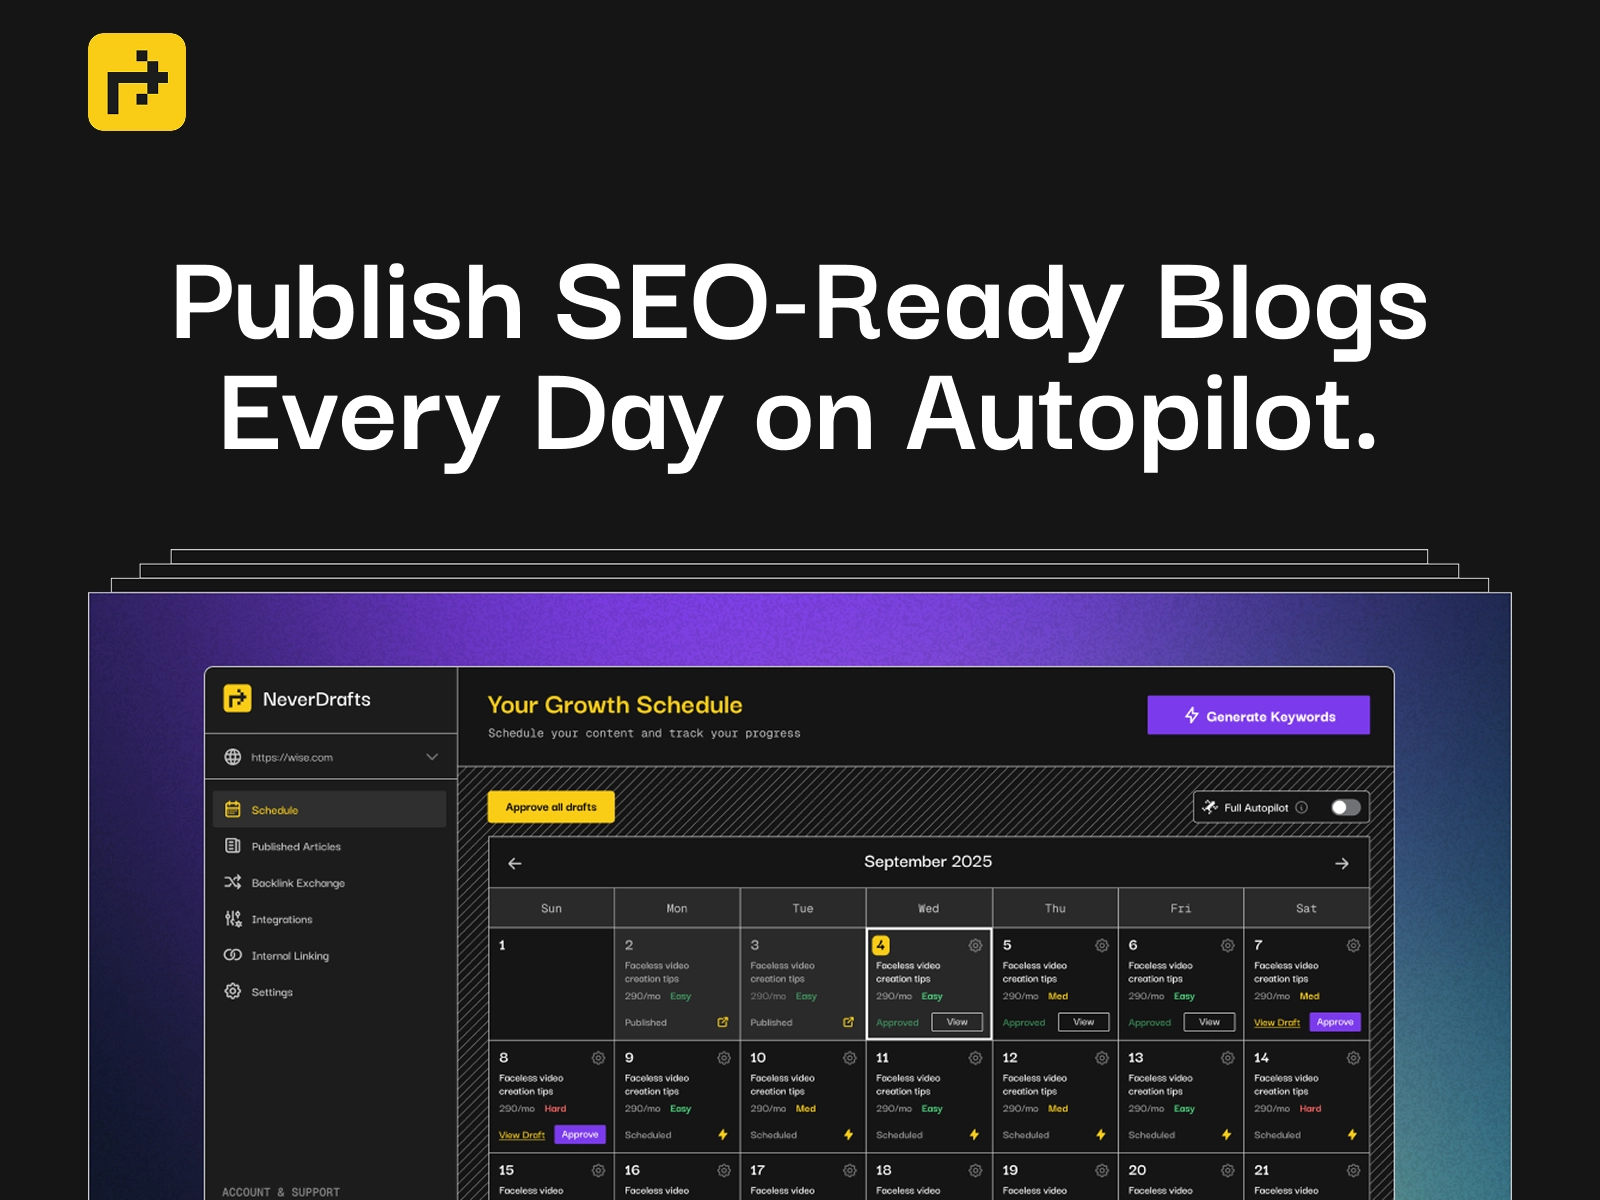 Publish SEO-Ready Blogs
Every Day on Autopilot.
NeverDrafts
https://wise.com
Schedule
Published Articles
Backlink Exchange
Integrations
Internal Linking
Settings
ACCOUNT & SUPPORT
Your Growth Schedule
Schedule your content and track your progress
Generate Keywords
Approve all drafts
Full Autopilot
September 2025
Sun Mon Tue Wed Thu Fri Sat
1
2
Faceless video
creation tips
290/mo Easy
Published
3
Faceless video
creation tips
290/mo Easy
Published
4
Faceless video
creation tips
290/mo Easy
Approved View
5
Faceless video
creation tips
290/mo Med
Approved View
6
Faceless video
creation tips
290/mo Easy
Approved View
7
Faceless video
creation tips
290/mo Med
View Draft Approve
8
Faceless video
creation tips
290/mo Hard
View Draft Approve
9
Faceless video
creation tips
290/mo Easy
Scheduled
10
Faceless video
creation tips
290/mo Med
Scheduled
11
Faceless video
creation tips
290/mo Easy
Scheduled
12
Faceless video
creation tips
290/mo Med
Scheduled
13
Faceless video
creation tips
290/mo Easy
Scheduled
14
Faceless video
creation tips
290/mo Hard
Scheduled
15
Faceless video
16
Faceless video
17
Faceless video
18
Faceless video
19
Faceless video
20
Faceless video
21
Faceless video